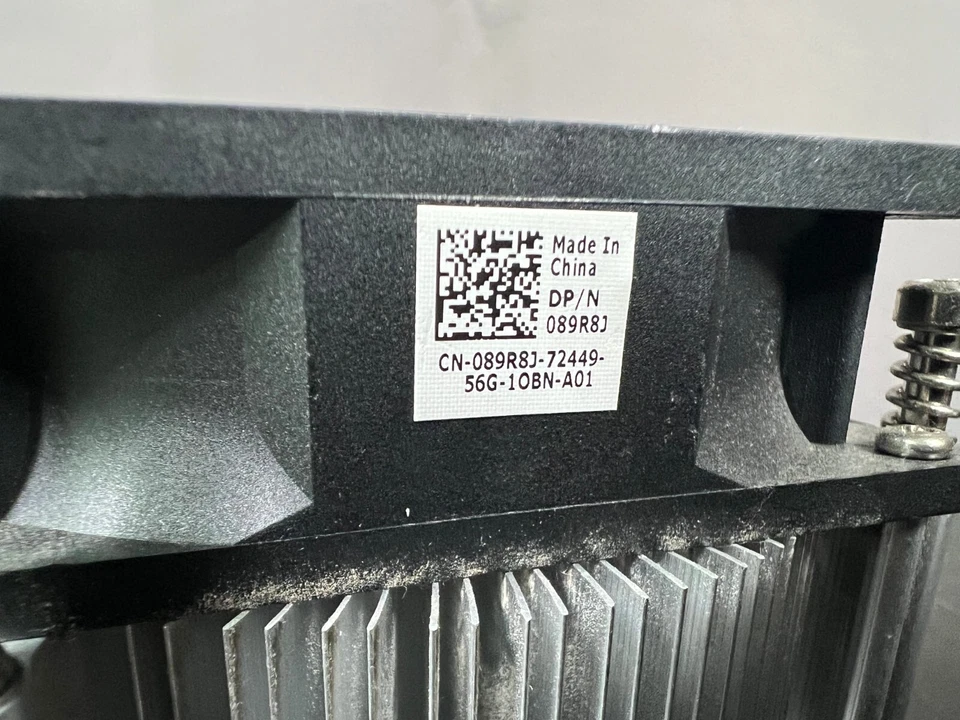 Made In
China
DP/N
089R8J
CN-089R8J-72449-
56G-1OBN-A01